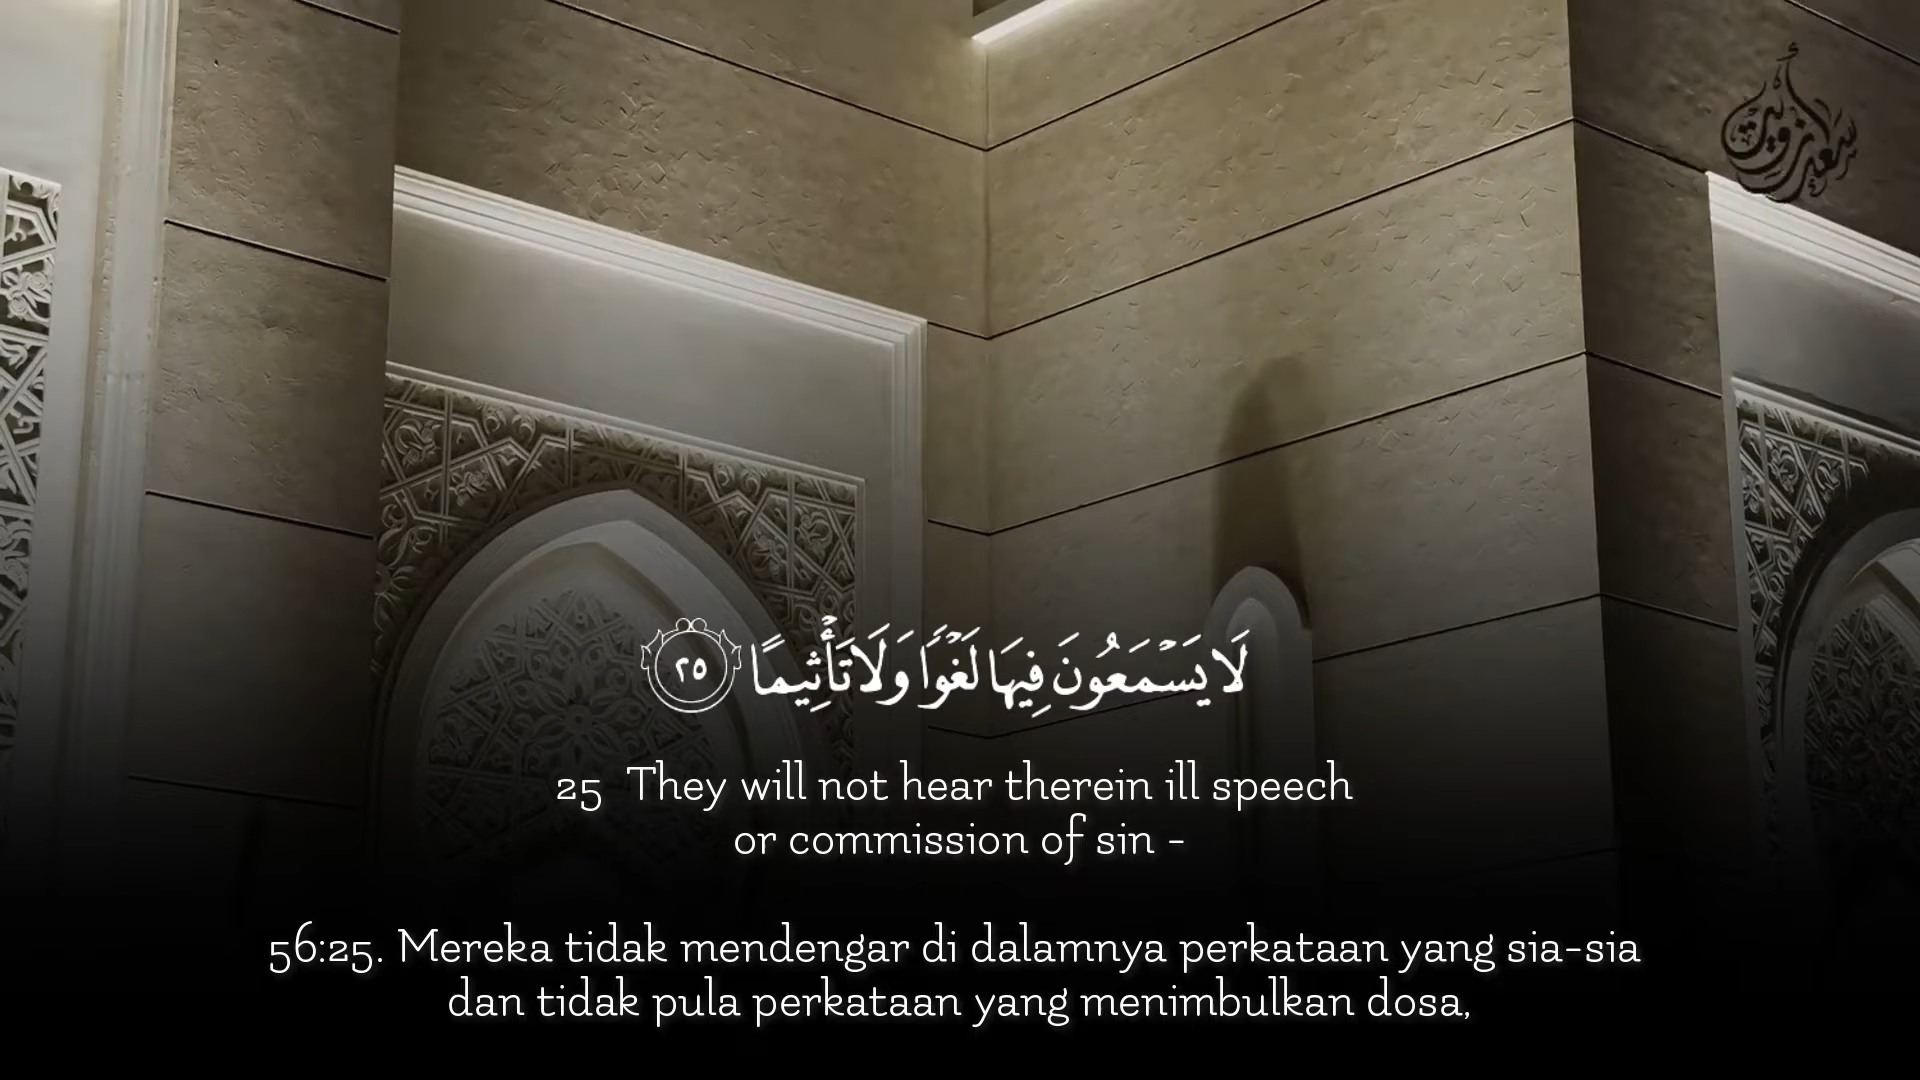 لَا يَسْمَعُونَ فِيهَا لَغْوًا وَلَا تَأْثِيمًا ٢٥
25 They will not hear therein ill speech
or commission of sin -
56:25. Mereka tidak mendengar di dalamnya perkataan yang sia-sia
dan tidak pula perkataan yang menimbulkan dosa,